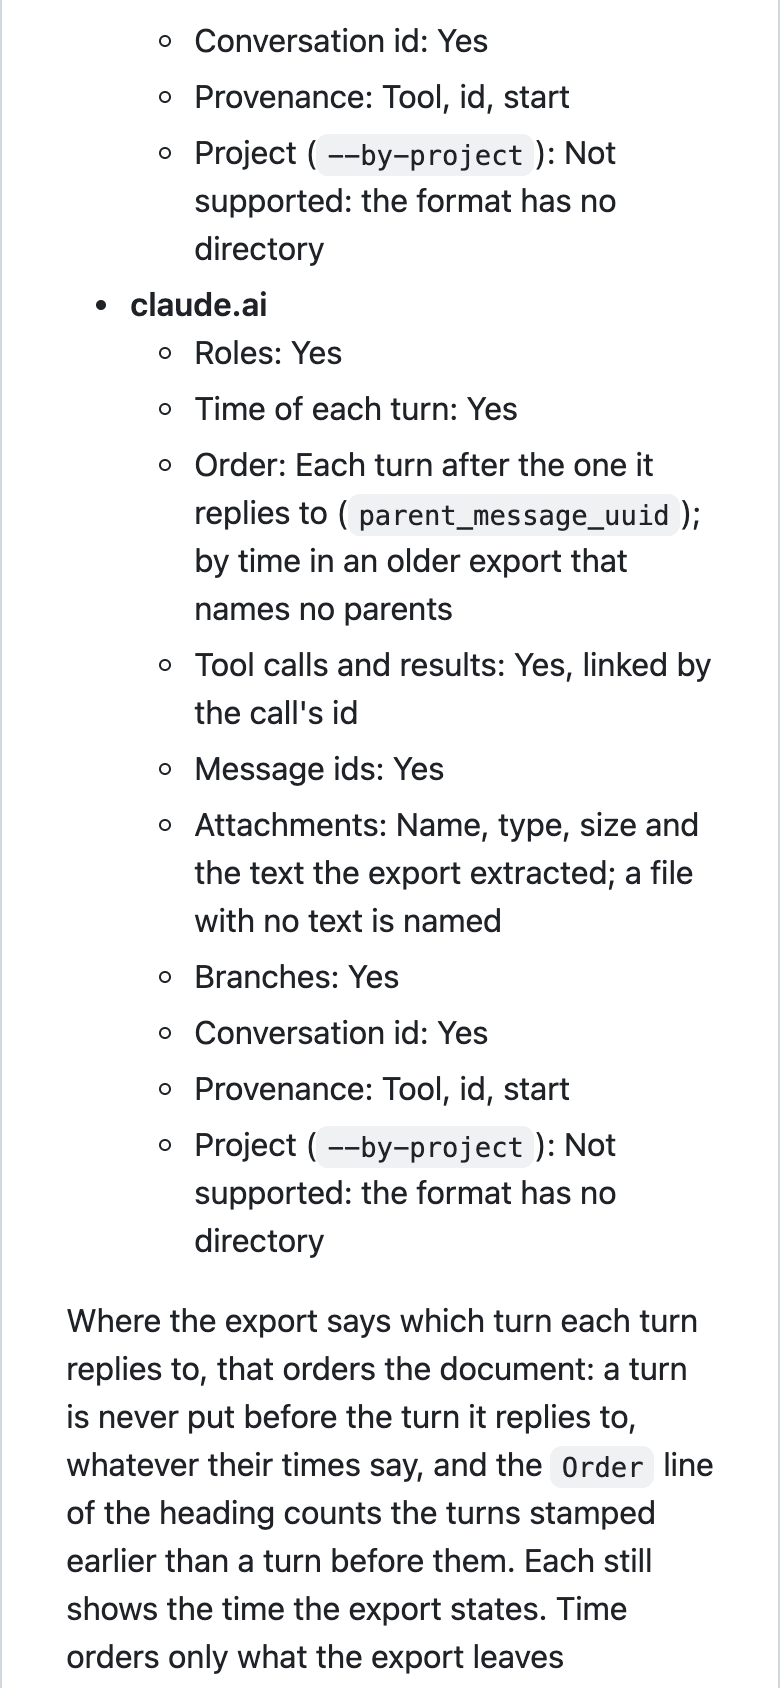 Conversation id: Yes
Provenance: Tool, id, start
Project (--by-project): Not
supported: the format has no
directory
claude.ai
Roles: Yes
Time of each turn: Yes
Order: Each turn after the one it
replies to (parent_message_uuid);
by time in an older export that
names no parents
Tool calls and results: Yes, linked by
the call's id
Message ids: Yes
Attachments: Name, type, size and
the text the export extracted; a file
with no text is named
Branches: Yes
Conversation id: Yes
Provenance: Tool, id, start
Project (--by-project): Not
supported: the format has no
directory
Where the export says which turn each turn
replies to, that orders the document: a turn
is never put before the turn it replies to,
whatever their times say, and the Order line
of the heading counts the turns stamped
earlier than a turn before them. Each still
shows the time the export states. Time
orders only what the export leaves